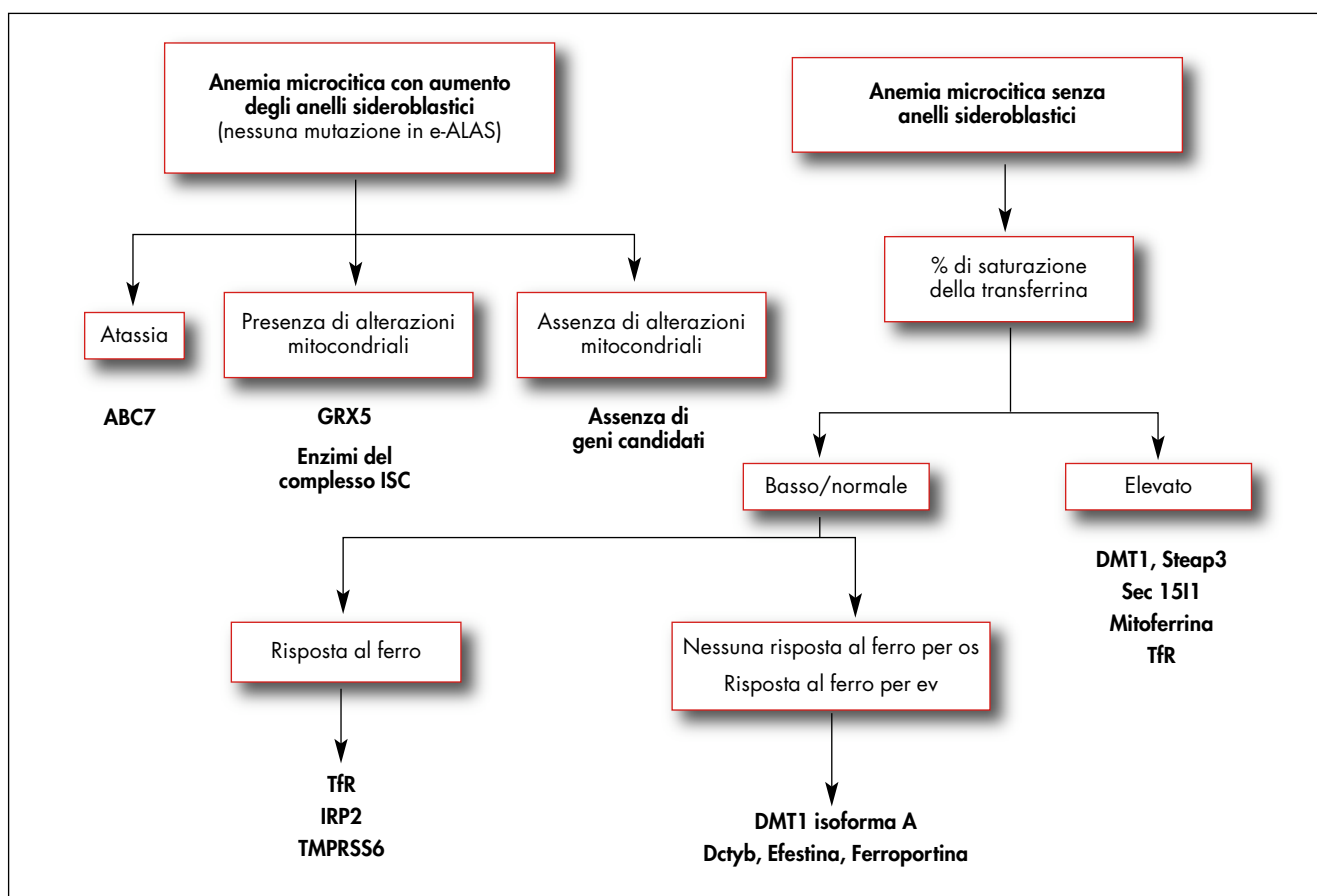 Anemia microcitica con aumento
degli anelli sideroblastici
(nessuna mutazione in e-ALAS)
Anemia microcitica senza
anelli sideroblastici
% di saturazione
della transferrina
Atassia
Presenza di alterazioni
mitocondriali
Assenza di alterazioni
mitocondriali
ABC7
GRX5
Enzimi del
complesso ISC
Assenza di
geni candidati
Basso/normale
Elevato
DMT1, Steap3
Sec 15l1
Mitoferrina
TfR
Risposta al ferro
Nessuna risposta al ferro per os
Risposta al ferro per ev
TfR
IRP2
TMPRSS6
DMT1 isoforma A
Dctyb, Efestina, Ferroportina